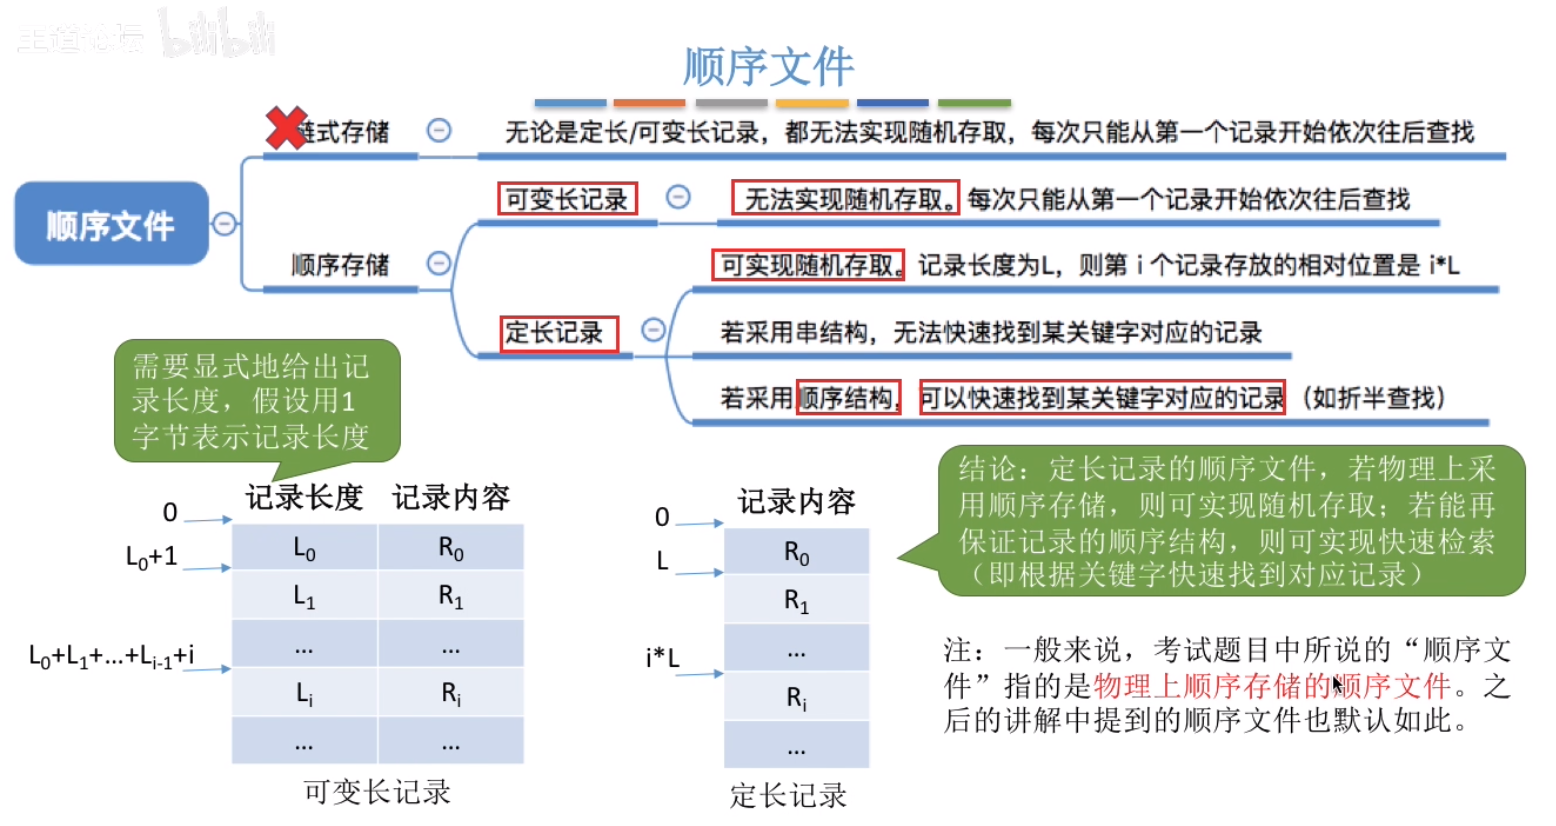 王道论坛 bilibili
顺序文件
链式存储
无论是定长/可变长记录，都无法实现随机存取，每次只能从第一个记录开始依次往后查找
顺序文件
顺序存储
可变长记录
无法实现随机存取。每次只能从第一个记录开始依次往后查找
定长记录
可实现随机存取。记录长度为L，则第 i 个记录存放的相对位置是 i*L
若采用串结构，无法快速找到某关键字对应的记录
若采用顺序结构，可以快速找到某关键字对应的记录（如折半查找）
需要显式地给出记
录长度，假设用1
字节表示记录长度
记录长度 记录内容
0
L₀ R₀
L₀+1
L₁ R₁
... ...
L₀+L₁+...+Lᵢ₋₁+i
Lᵢ Rᵢ
... ...
可变长记录
记录内容
0
R₀
L
R₁
...
i*L
Rᵢ
...
定长记录
结论：定长记录的顺序文件，若物理上采
用顺序存储，则可实现随机存取；若能再
保证记录的顺序结构，则可实现快速检索
（即根据关键字快速找到对应记录）
注：一般来说，考试题目中所说的“顺序文
件”指的是物理上顺序存储的顺序文件。之
后的讲解中提到的顺序文件也默认如此。